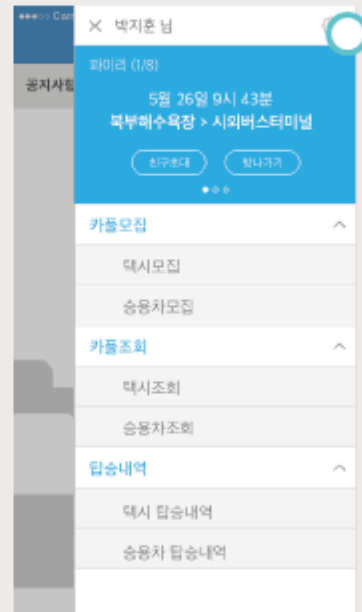 박지훈 님
파미리 (1/8)
공지사항
5월 26일 9시 43분
북부해수욕장 > 시외버스터미널
친구초대
방나가기
카풀모집
택시모집
승용차모집
카풀조회
택시조회
승용차조회
탑승내역
택시 탑승내역
승용차 탑승내역